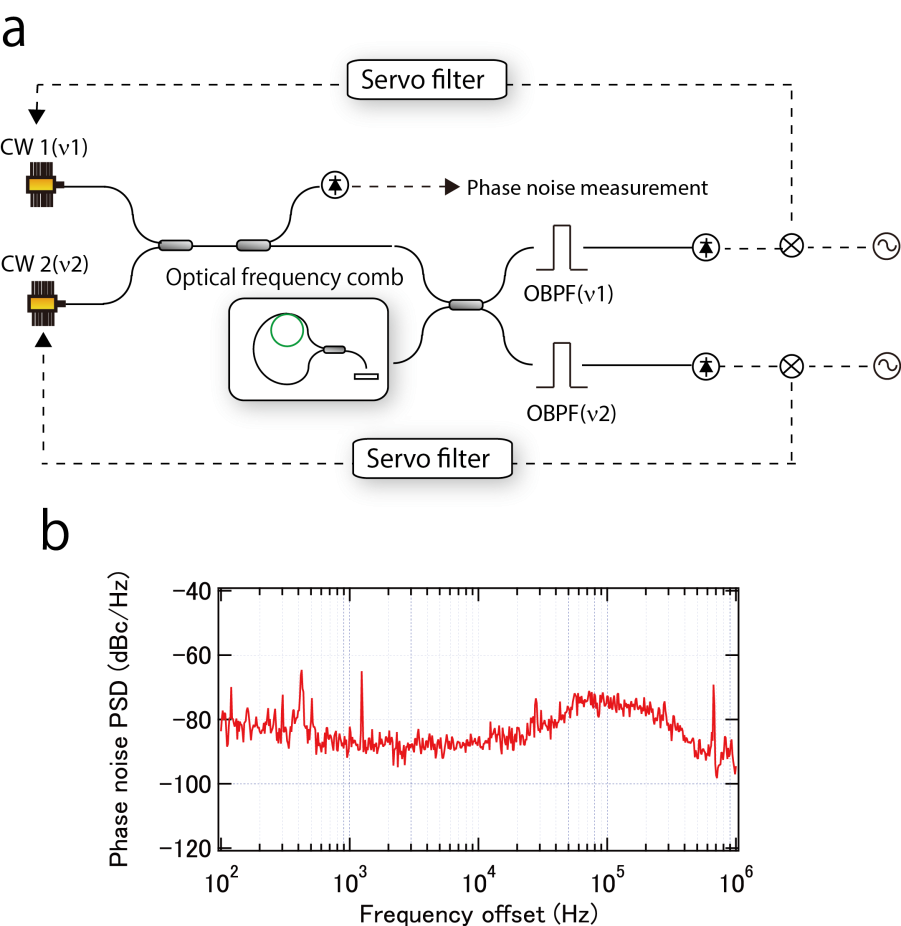 a
Servo filter
CW 1(ν1)
Phase noise measurement
CW 2(ν2)
Optical frequency comb
OBPF(ν1)
OBPF(ν2)
Servo filter
b
Phase noise PSD (dBc/Hz)
−40
−60
−80
−100
−120
10² 10³ 10⁴ 10⁵ 10⁶
Frequency offset (Hz)